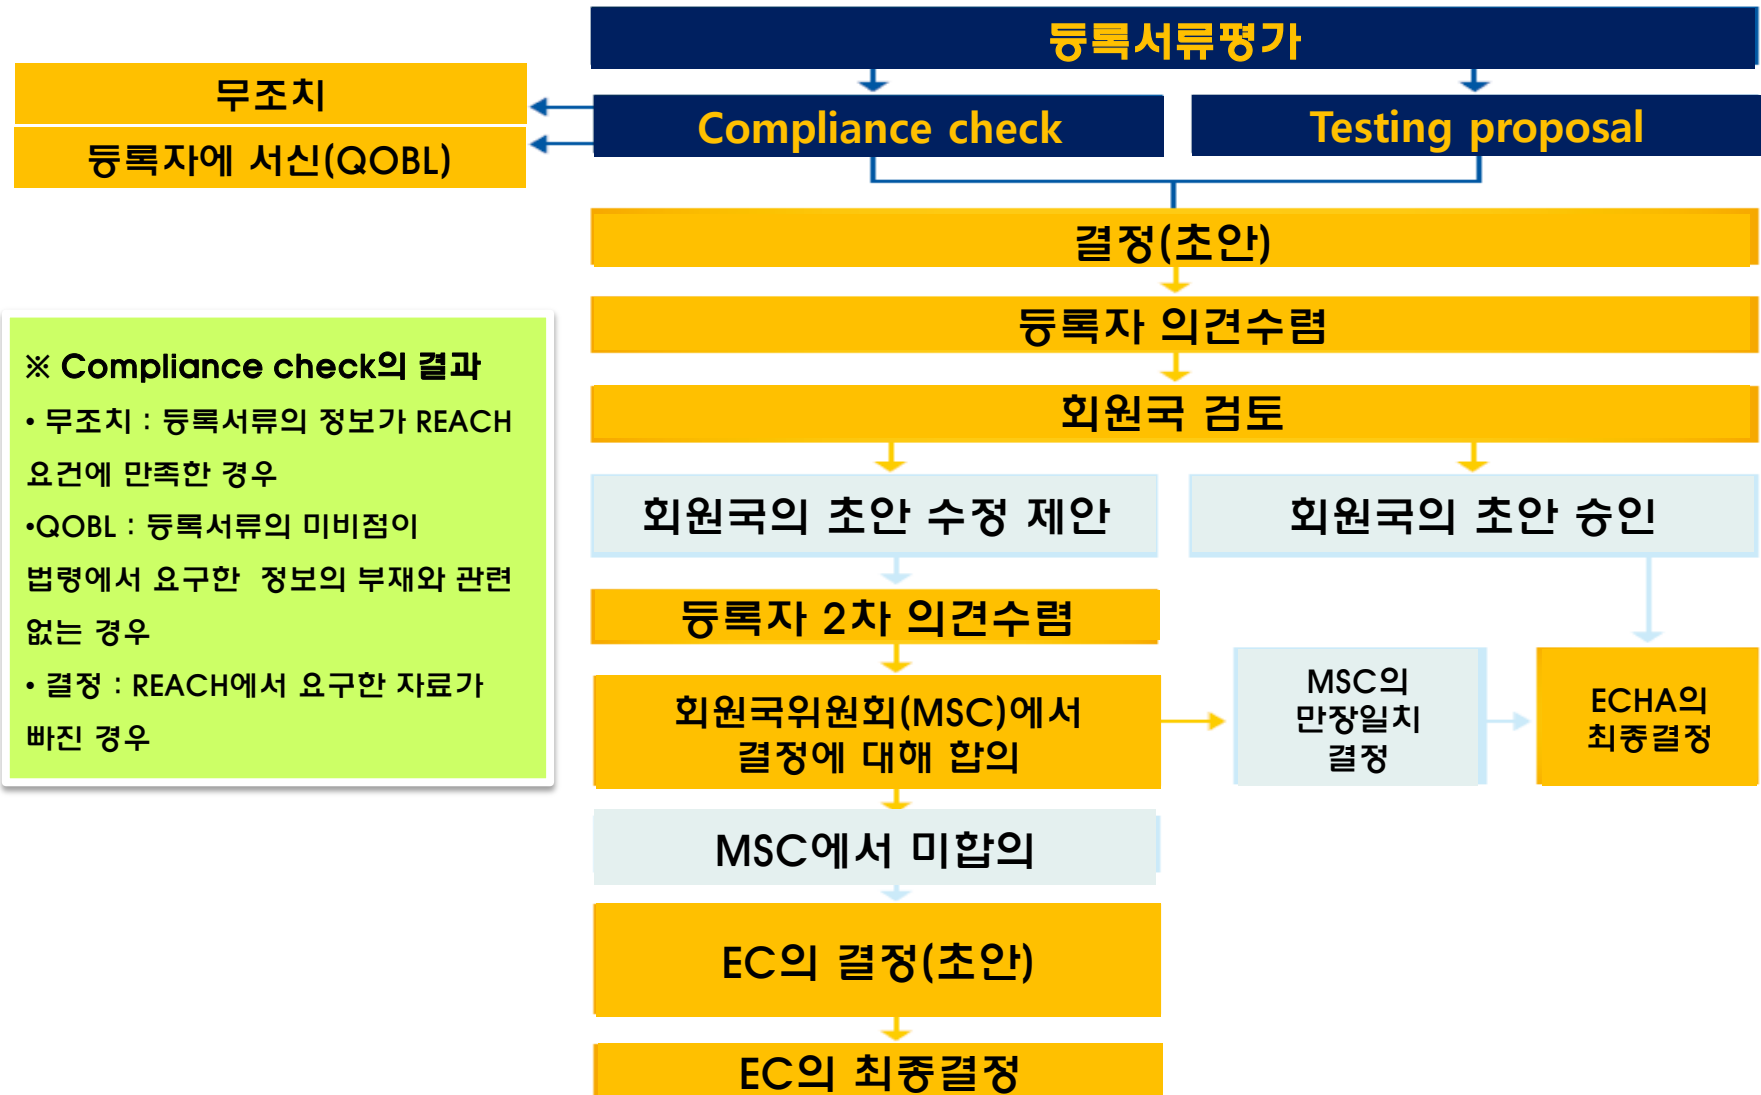 등록서류평가
무조치
등록자에 서신(QOBL)
Compliance check
Testing proposal
결정(초안)
등록자 의견수렴
회원국 검토
※ Compliance check의 결과
• 무조치 : 등록서류의 정보가 REACH
요건에 만족한 경우
•QOBL : 등록서류의 미비점이
법령에서 요구한 정보의 부재와 관련
없는 경우
• 결정 : REACH에서 요구한 자료가
빠진 경우
회원국의 초안 수정 제안
회원국의 초안 승인
등록자 2차 의견수렴
회원국위원회(MSC)에서
결정에 대해 합의
MSC의
만장일치
결정
ECHA의
최종결정
MSC에서 미합의
EC의 결정(초안)
EC의 최종결정